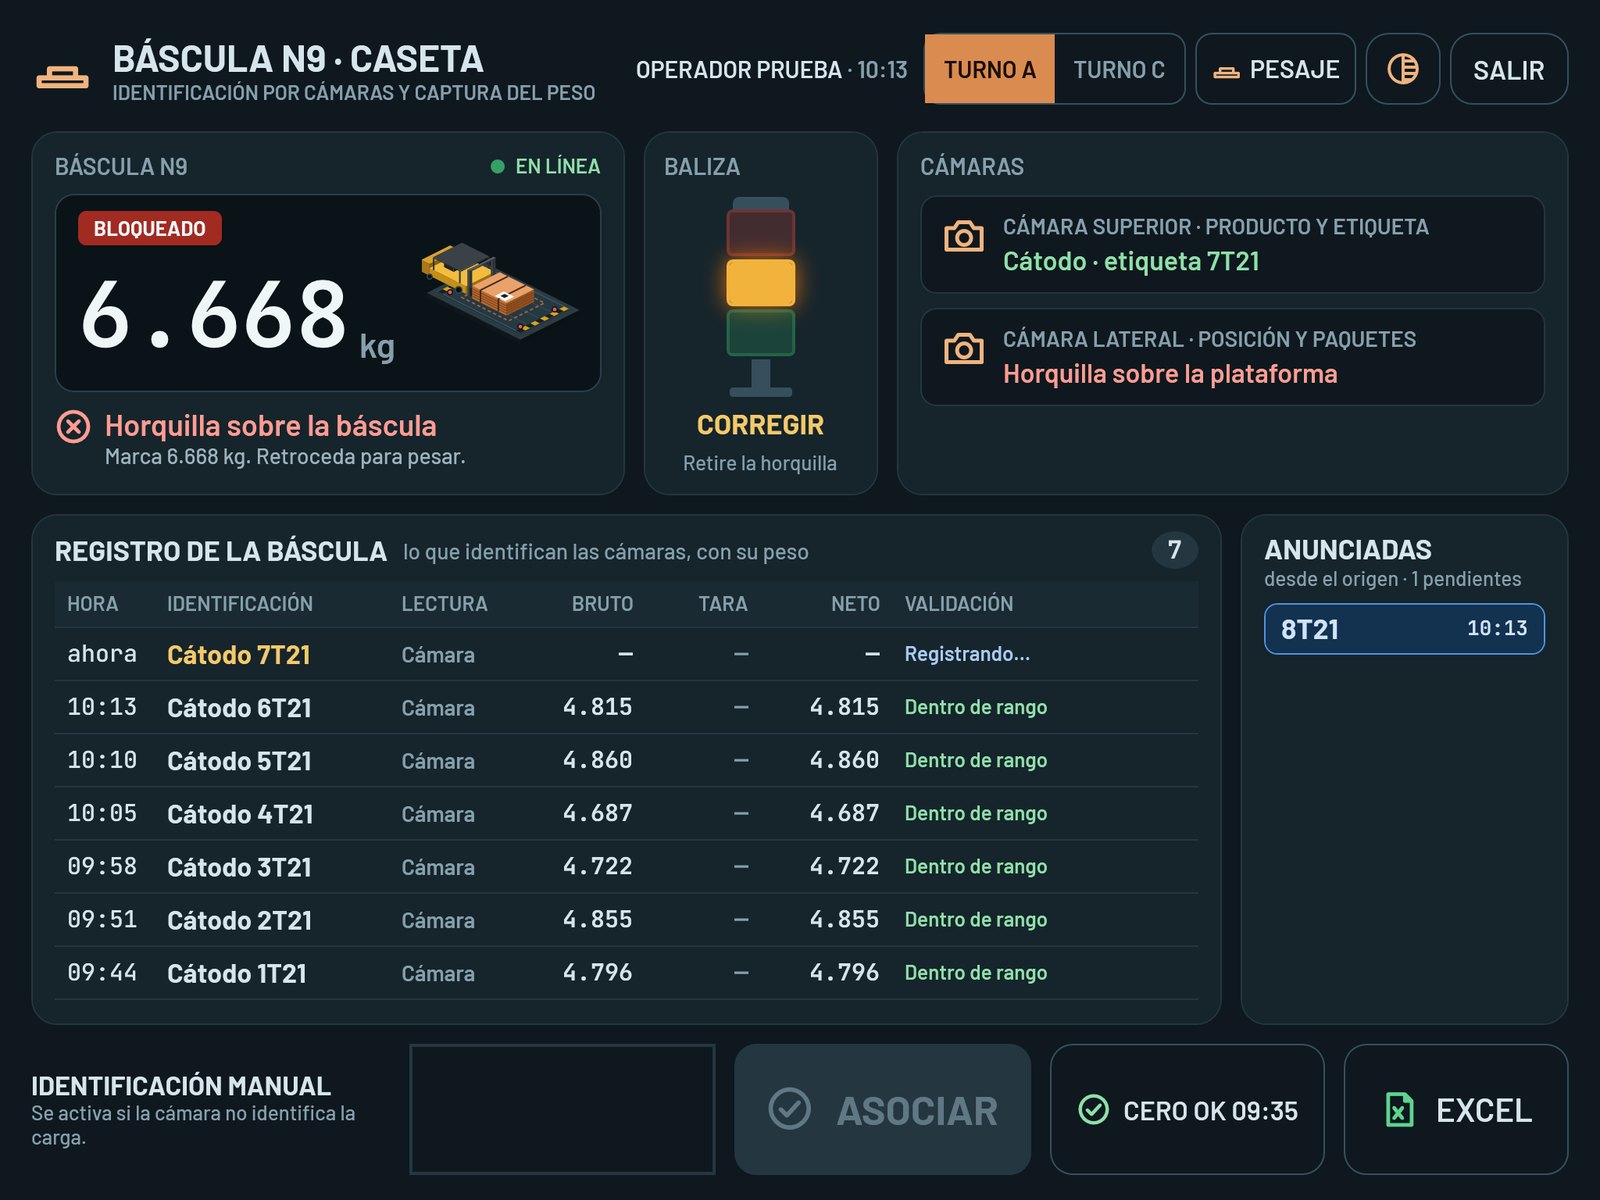 BÁSCULA N9 · CASETA
IDENTIFICACIÓN POR CÁMARAS Y CAPTURA DEL PESO
OPERADOR PRUEBA · 10:13
TURNO A
TURNO C
PESAJE
SALIR
BÁSCULA N9
EN LÍNEA
BLOQUEADO
6.668 kg
Horquilla sobre la báscula
Marca 6.668 kg. Retroceda para pesar.
BALIZA
CORREGIR
Retire la horquilla
CÁMARAS
CÁMARA SUPERIOR · PRODUCTO Y ETIQUETA
Cátodo · etiqueta 7T21
CÁMARA LATERAL · POSICIÓN Y PAQUETES
Horquilla sobre la plataforma
REGISTRO DE LA BÁSCULA lo que identifican las cámaras, con su peso 7
HORA IDENTIFICACIÓN LECTURA BRUTO TARA NETO VALIDACIÓN
ahora Cátodo 7T21 Cámara – – – Registrando...
10:13 Cátodo 6T21 Cámara 4.815 – 4.815 Dentro de rango
10:10 Cátodo 5T21 Cámara 4.860 – 4.860 Dentro de rango
10:05 Cátodo 4T21 Cámara 4.687 – 4.687 Dentro de rango
09:58 Cátodo 3T21 Cámara 4.722 – 4.722 Dentro de rango
09:51 Cátodo 2T21 Cámara 4.855 – 4.855 Dentro de rango
09:44 Cátodo 1T21 Cámara 4.796 – 4.796 Dentro de rango
ANUNCIADAS
desde el origen · 1 pendientes
8T21 10:13
IDENTIFICACIÓN MANUAL
Se activa si la cámara no identifica la
carga.
ASOCIAR
CERO OK 09:35
EXCEL